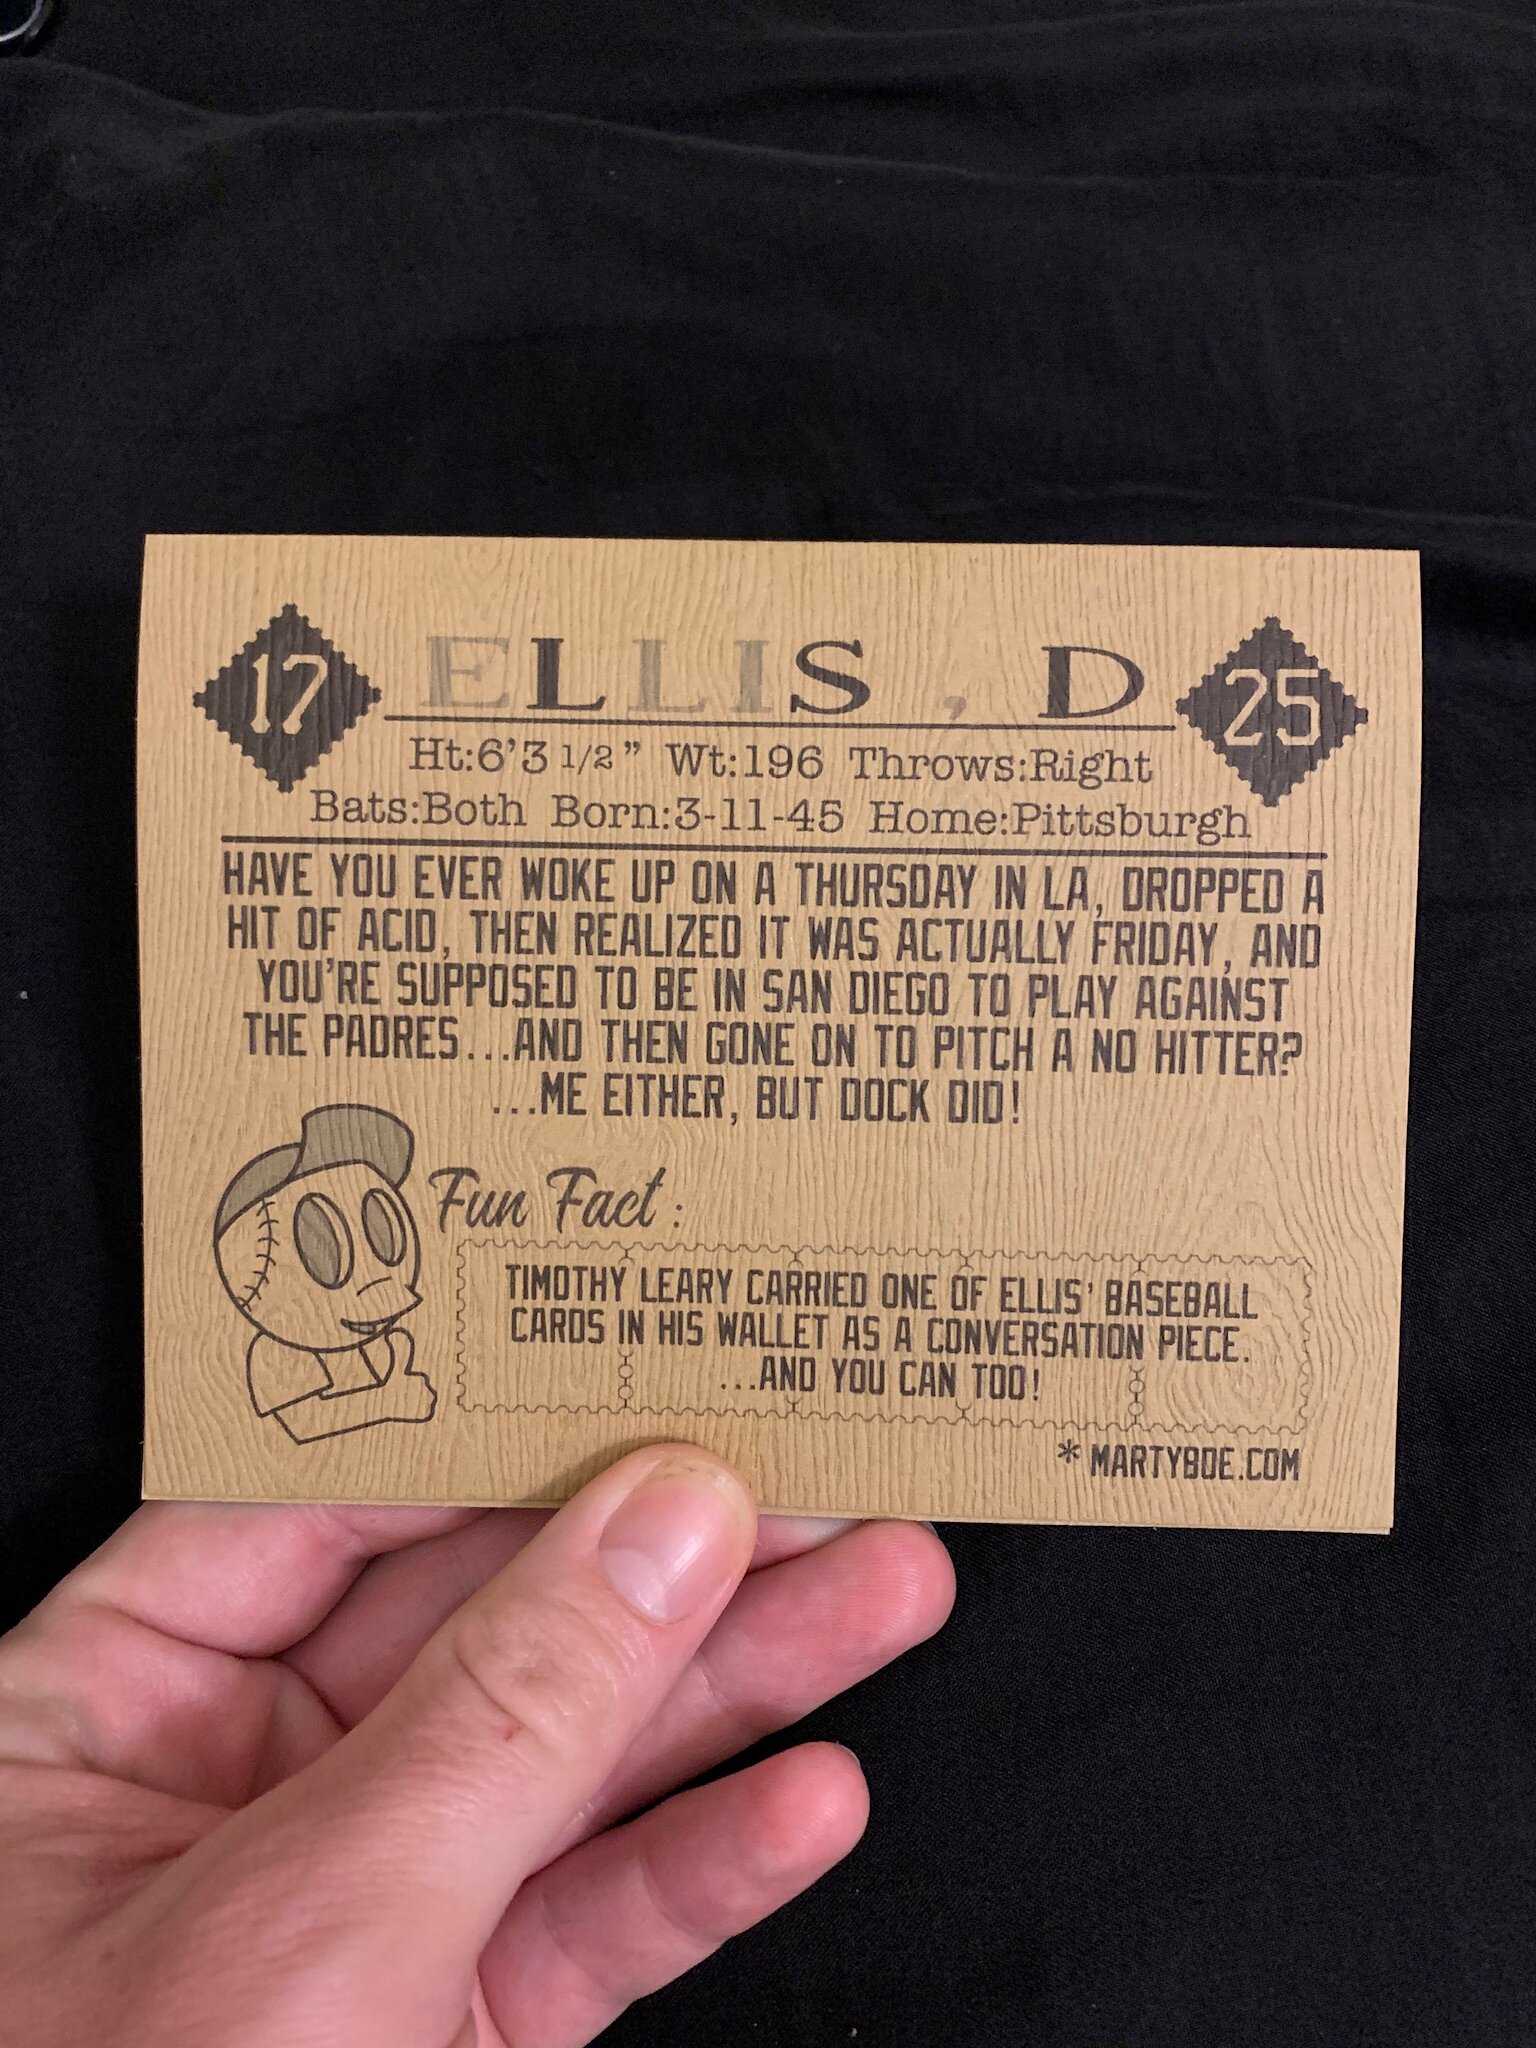 17 ELLIS, D 25
Ht:6'3 1/2" Wt:196 Throws:Right
Bats:Both Born:3-11-45 Home:Pittsburgh
HAVE YOU EVER WOKE UP ON A THURSDAY IN LA, DROPPED A
HIT OF ACID, THEN REALIZED IT WAS ACTUALLY FRIDAY, AND
YOU'RE SUPPOSED TO BE IN SAN DIEGO TO PLAY AGAINST
THE PADRES...AND THEN GONE ON TO PITCH A NO HITTER?
...ME EITHER, BUT DOCK DID!
Fun Fact:
TIMOTHY LEARY CARRIED ONE OF ELLIS' BASEBALL
CARDS IN HIS WALLET AS A CONVERSATION PIECE.
...AND YOU CAN TOO!
* MARTYBOE.COM